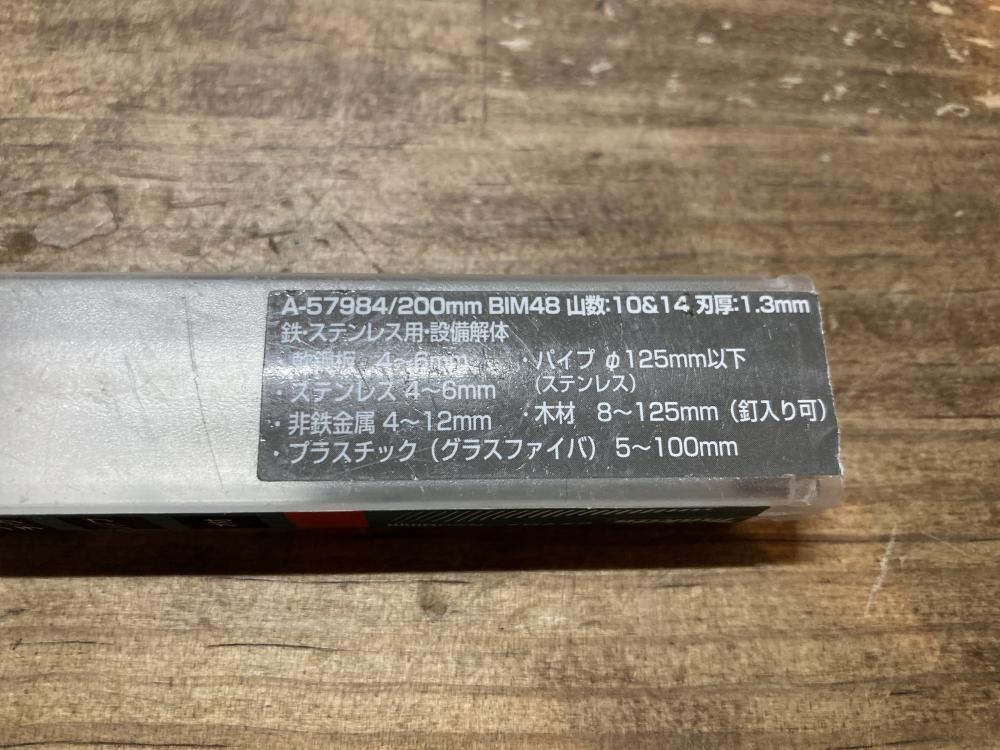 A-57984/200mm BIM48 山数:10&14 刃厚:1.3mm
鉄・ステンレス用・設備解体
・軟鋼板 4〜6mm
・ステンレス 4〜6mm
・非鉄金属 4〜12mm
・プラスチック（グラスファイバ） 5〜100mm
・パイプ φ125mm以下
（ステンレス）
・木材 8〜125mm（釘入り可）